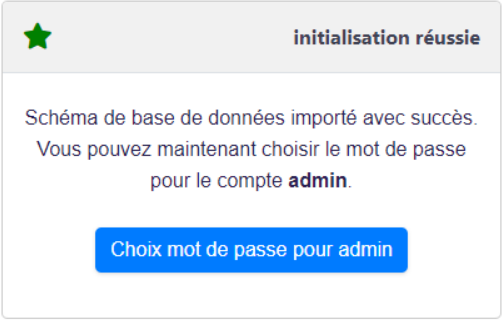 initialisation réussie
Schéma de base de données importé avec succès.
Vous pouvez maintenant choisir le mot de passe
pour le compte admin.
Choix mot de passe pour admin